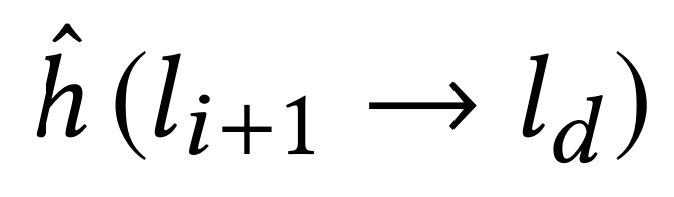 ĥ(l_{i+1} → l_d)